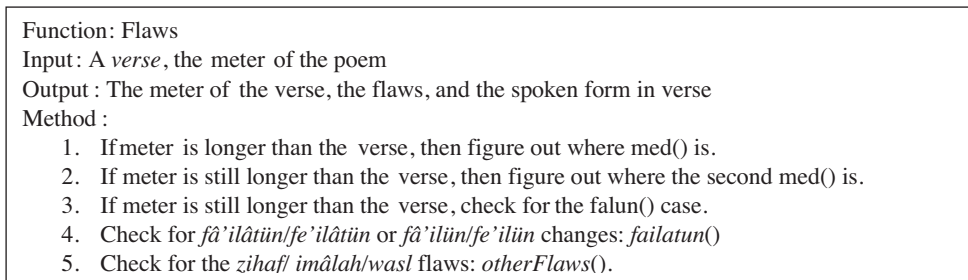 Function: Flaws
Input: A verse, the meter of the poem
Output : The meter of the verse, the flaws, and the spoken form in verse
Method :
1. If meter is longer than the verse, then figure out where med() is.
2. If meter is still longer than the verse, then figure out where the second med() is.
3. If meter is still longer than the verse, check for the falun() case.
4. Check for fâ'ilâtün/fe'ilâtün or fâ'ilün/fe'ilün changes: failatun()
5. Check for the zihaf/ imâlah/wasl flaws: otherFlaws().